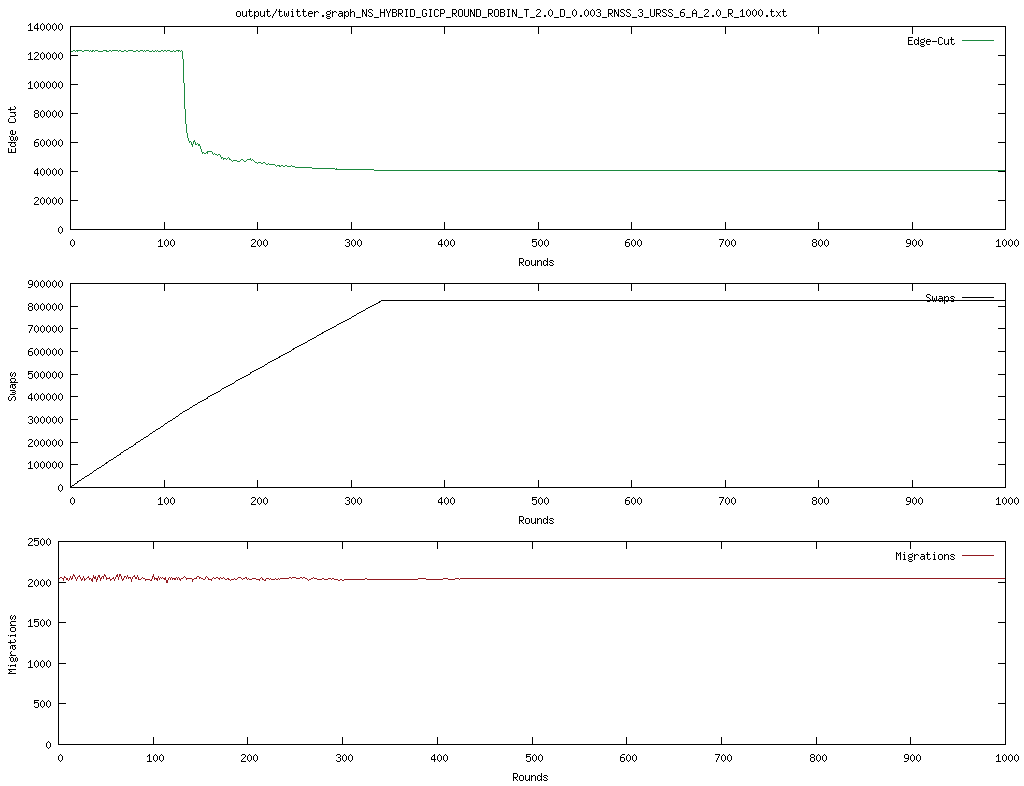 output/twitter.graph_NS_HYBRID_GICP_ROUND_ROBIN_T_2.0_D_0.003_RNSS_3_URSS_6_A_2.0_R_1000.txt
140000
120000
100000
80000
60000
40000
20000
0
Edge Cut
Edge-Cut
0 100 200 300 400 500 600 700 800 900 1000
Rounds
900000
800000
700000
600000
500000
400000
300000
200000
100000
0
Swaps
Swaps
0 100 200 300 400 500 600 700 800 900 1000
Rounds
2500
2000
1500
1000
500
0
Migrations
Migrations
0 100 200 300 400 500 600 700 800 900 1000
Rounds